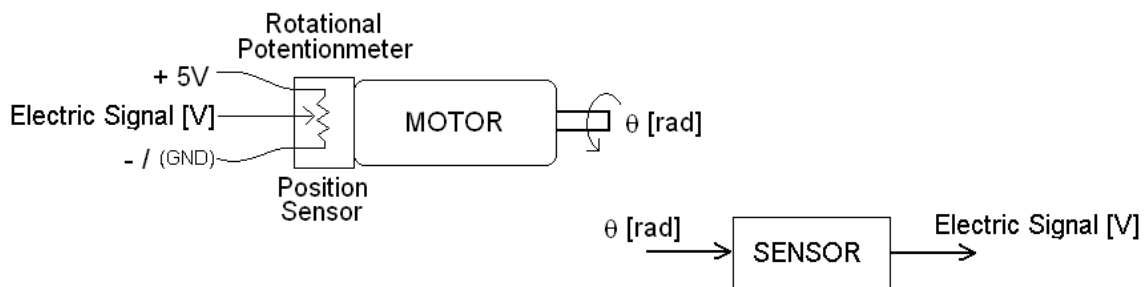 Rotational
Potentionmeter
+ 5V
Electric Signal [V]
- / (GND)
MOTOR
θ [rad]
Position
Sensor
θ [rad]
SENSOR
Electric Signal [V]